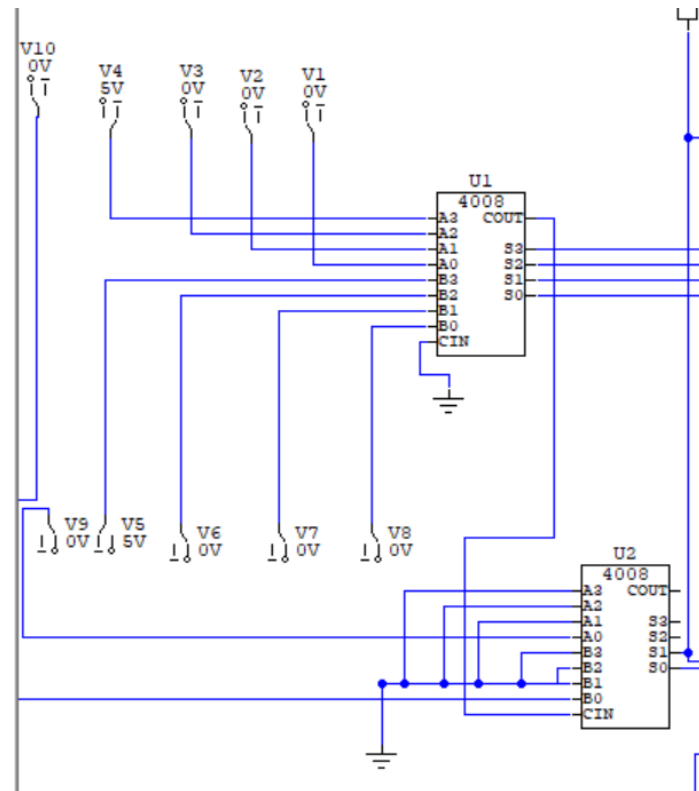 V10
0V
V4
5V
V3
0V
V2
0V
V1
0V
U1
4008
A3 COUT
A2
A1 S3
A0 S2
B3 S1
B2 S0
B1
B0
CIN
V9
0V
V5
5V
V6
0V
V7
0V
V8
0V
U2
4008
A3 COUT
A2
A1 S3
A0 S2
B3 S1
B2 S0
B1
B0
CIN